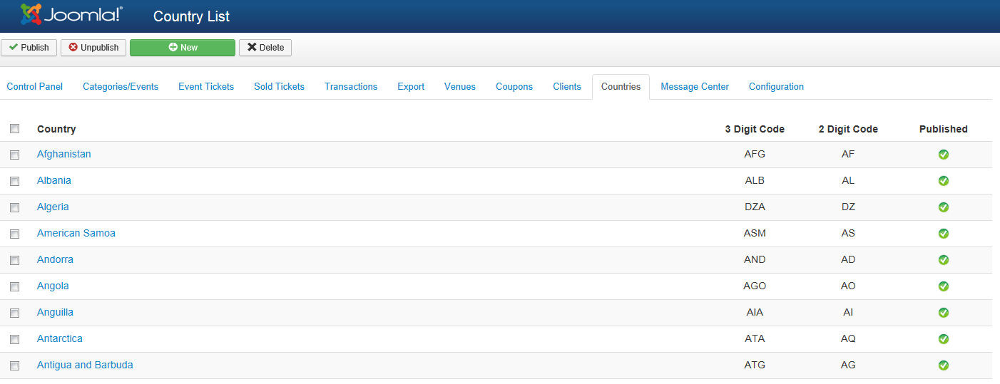 Joomla!® Country List
Publish Unpublish New Delete
Control Panel Categories/Events Event Tickets Sold Tickets Transactions Export Venues Coupons Clients Countries Message Center Configuration
Country 3 Digit Code 2 Digit Code Published
Afghanistan AFG AF
Albania ALB AL
Algeria DZA DZ
American Samoa ASM AS
Andorra AND AD
Angola AGO AO
Anguilla AIA AI
Antarctica ATA AQ
Antigua and Barbuda ATG AG